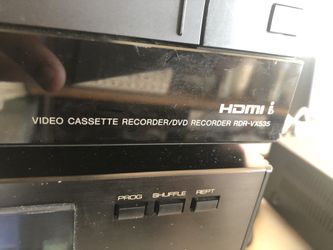 HDMI
VIDEO CASSETTE RECORDER/DVD RECORDER RDR-VX535
PROG SHUFFLE REPT